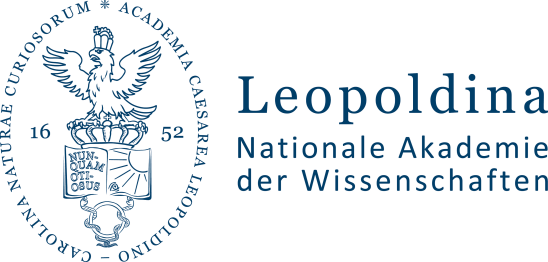 ACADEMIA CAESAREA LEOPOLDINO – CAROLINA NATURAE CURIOSORUM *
16 52
NUN-
QUAM
OTI-
OSUS
Leopoldina
Nationale Akademie
der Wissenschaften